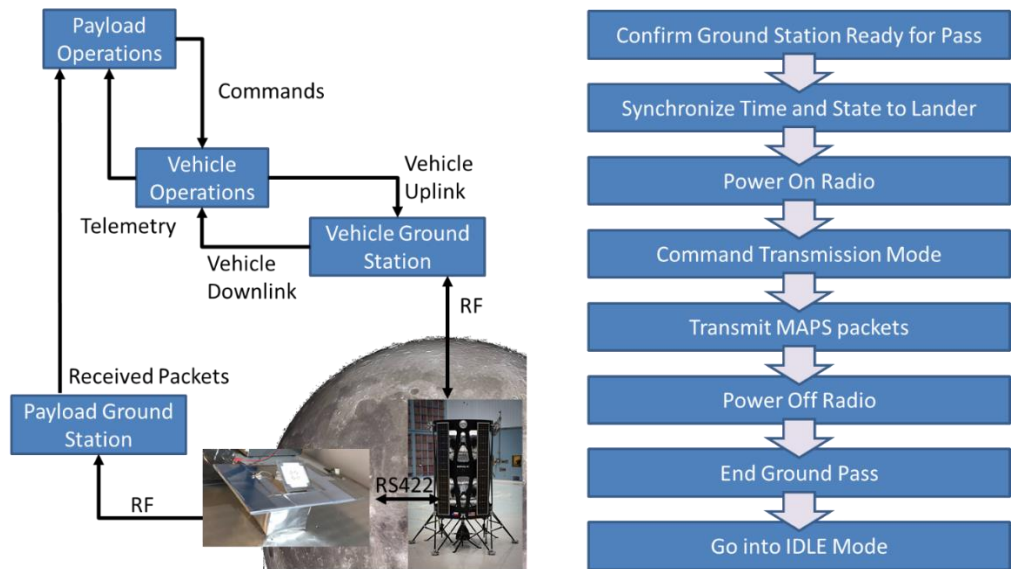 Payload
Operations
Commands
Vehicle
Operations
Vehicle
Uplink
Telemetry
Vehicle Ground
Station
Vehicle
Downlink
RF
Received Packets
Payload Ground
Station
RS422
RF
Confirm Ground Station Ready for Pass
Synchronize Time and State to Lander
Power On Radio
Command Transmission Mode
Transmit MAPS packets
Power Off Radio
End Ground Pass
Go into IDLE Mode